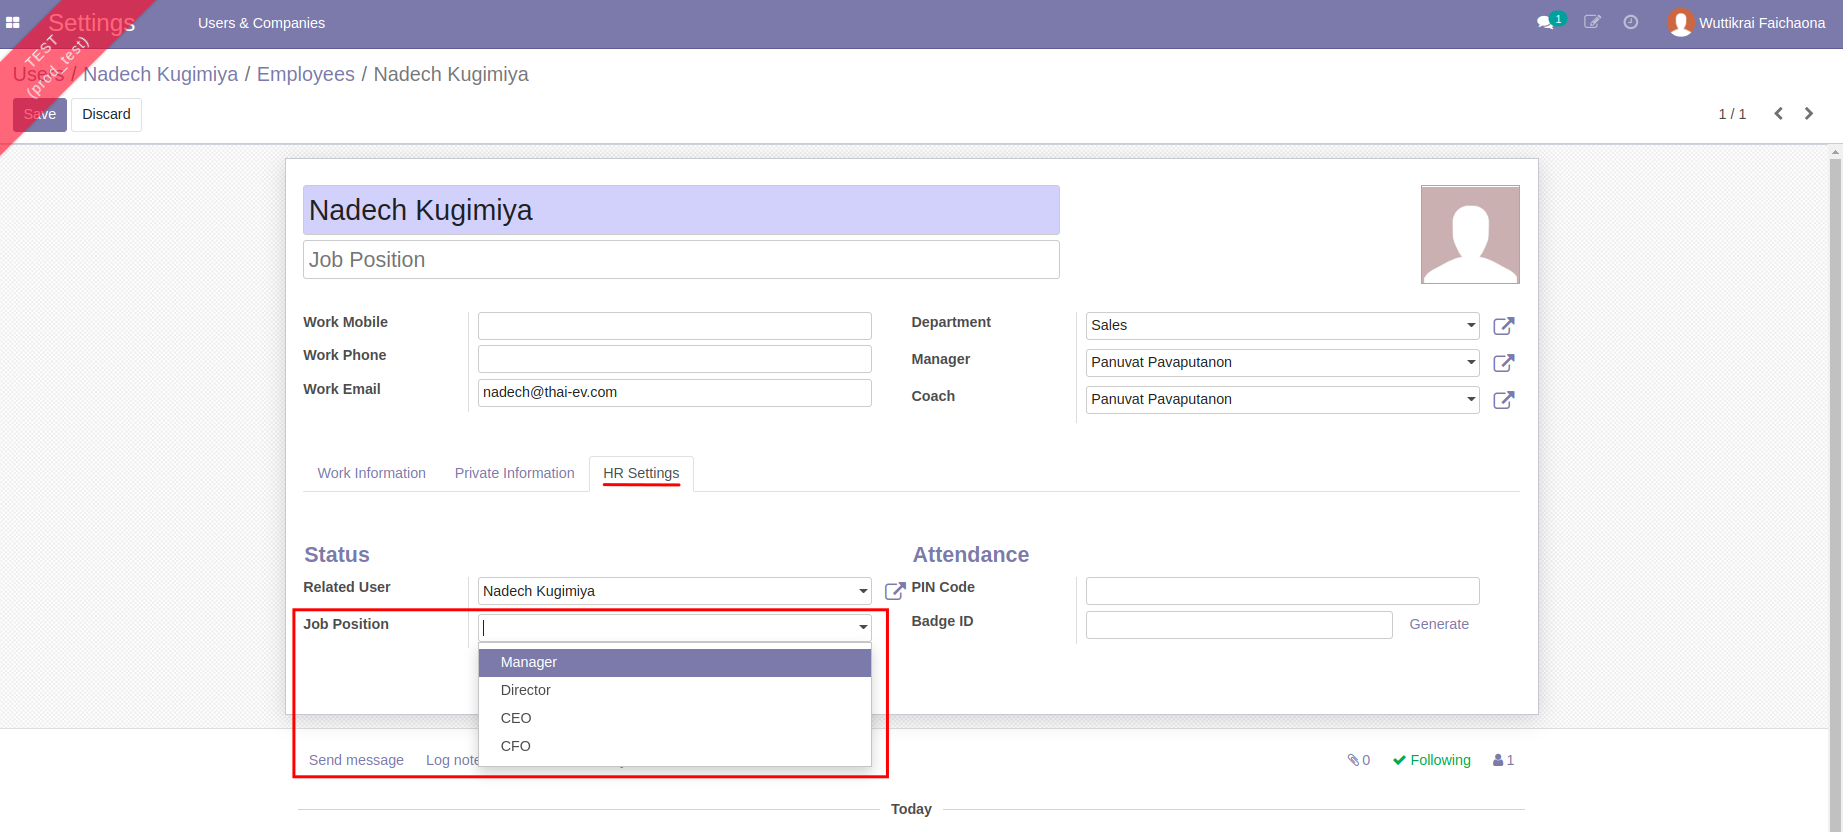 Settings
Users & Companies
1
Wuttikrai Faichaona
TEST
(prod_test)
Users / Nadech Kugimiya / Employees / Nadech Kugimiya
Save
Discard
1 / 1
Nadech Kugimiya
Job Position
Work Mobile
Work Phone
Work Email
nadech@thai-ev.com
Department
Sales
Manager
Panuvat Pavaputanon
Coach
Panuvat Pavaputanon
Work Information
Private Information
HR Settings
Status
Related User
Nadech Kugimiya
Job Position
Manager
Director
CEO
CFO
Attendance
PIN Code
Badge ID
Generate
Send message
Log note
0
Following
1
Today